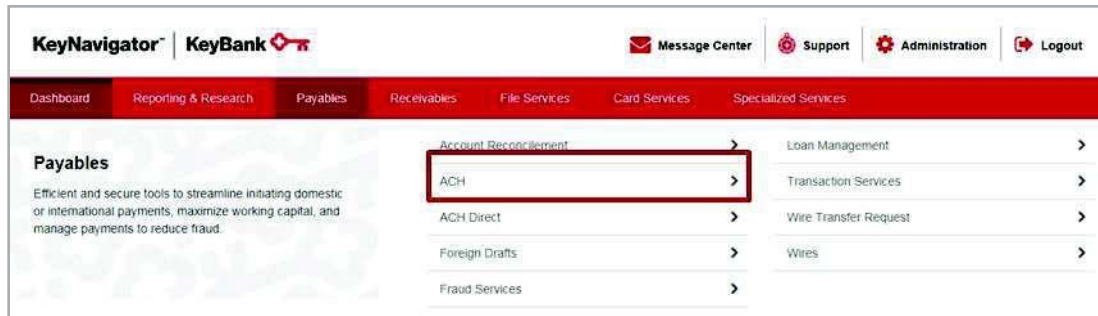 KeyNavigator™ | KeyBank
Message Center
Support
Administration
Logout
Dashboard
Reporting & Research
Payables
Receivables
File Services
Card Services
Specialized Services
Payables
Efficient and secure tools to streamline initiating domestic
or international payments, maximize working capital, and
manage payments to reduce fraud.
Account Reconcilement
ACH
ACH Direct
Foreign Drafts
Fraud Services
Loan Management
Transaction Services
Wire Transfer Request
Wires